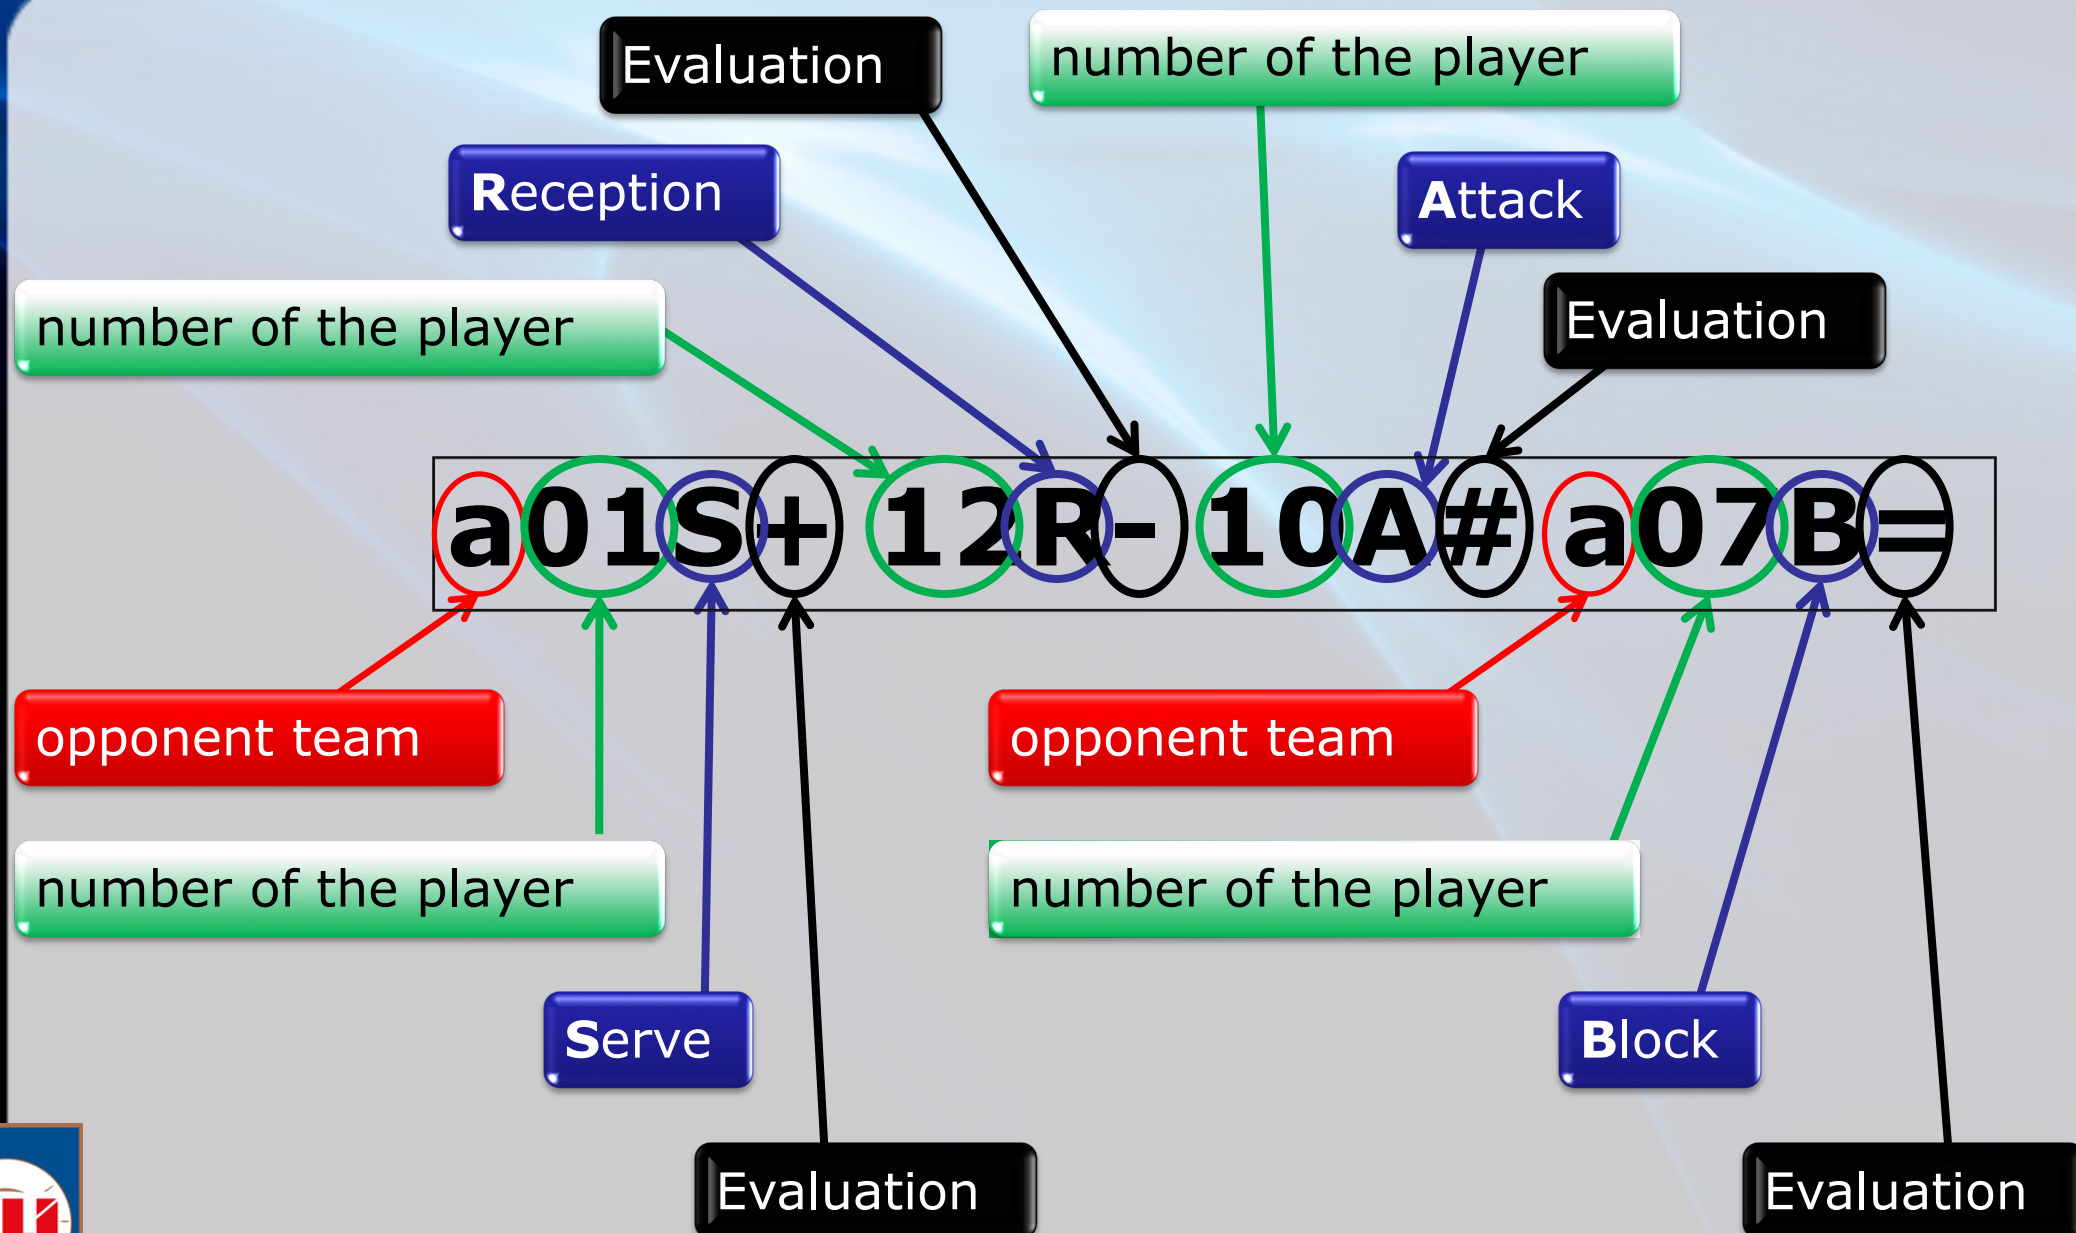 Evaluation
number of the player
Reception
Attack
number of the player
Evaluation
a01S+ 12R- 10A# a07B=
opponent team
opponent team
number of the player
number of the player
Serve
Block
Evaluation
Evaluation